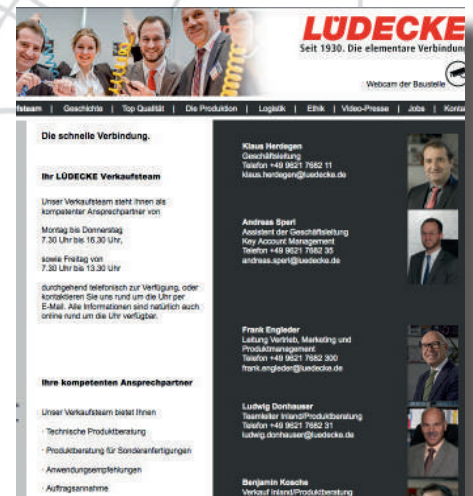 LÜDECKE
Seit 1930. Die elementare Verbindun
Webcam der Baustelle
fsteam | Geschichte | Top Qualität | Die Produktion | Logistik | Ethik | Video-Presse | Jobs | Konta
Die schnelle Verbindung.
Ihr LÜDECKE Verkaufsteam
Unser Verkaufsteam steht Ihnen als
kompetenter Ansprechpartner von
Montag bis Donnerstag
7.30 Uhr bis 16.30 Uhr,
sowie Freitag von
7.30 Uhr bis 13.30 Uhr
durchgehend telefonisch zur Verfügung, oder
kontaktieren Sie uns rund um die Uhr per
E-Mail. Alle Informationen sind natürlich auch
online rund um die Uhr verfügbar.
Ihre kompetenten Ansprechpartner
Unser Verkaufsteam bietet Ihnen
· Technische Produktberatung
· Produktberatung für Sonderanfertigungen
· Anwendungsempfehlungen
· Auftragsannahme
Klaus Herdegen
Geschäftsleitung
Telefon +49 9621 7682 11
klaus.herdegen@luedecke.de
Andreas Sperl
Assistent der Geschäftsleitung
Key Account Management
Telefon +49 9621 7682 35
andreas.sperl@luedecke.de
Frank Engleder
Leitung Vertrieb, Marketing und
Produktmanagement
Telefon +49 9621 7682 300
frank.engleder@luedecke.de
Ludwig Donhauser
Teamleiter Inland/Produktberatung
Telefon +49 9621 7682 31
ludwig.donhauser@luedecke.de
Benjamin Kosche
Verkauf Inland/Produktberatung